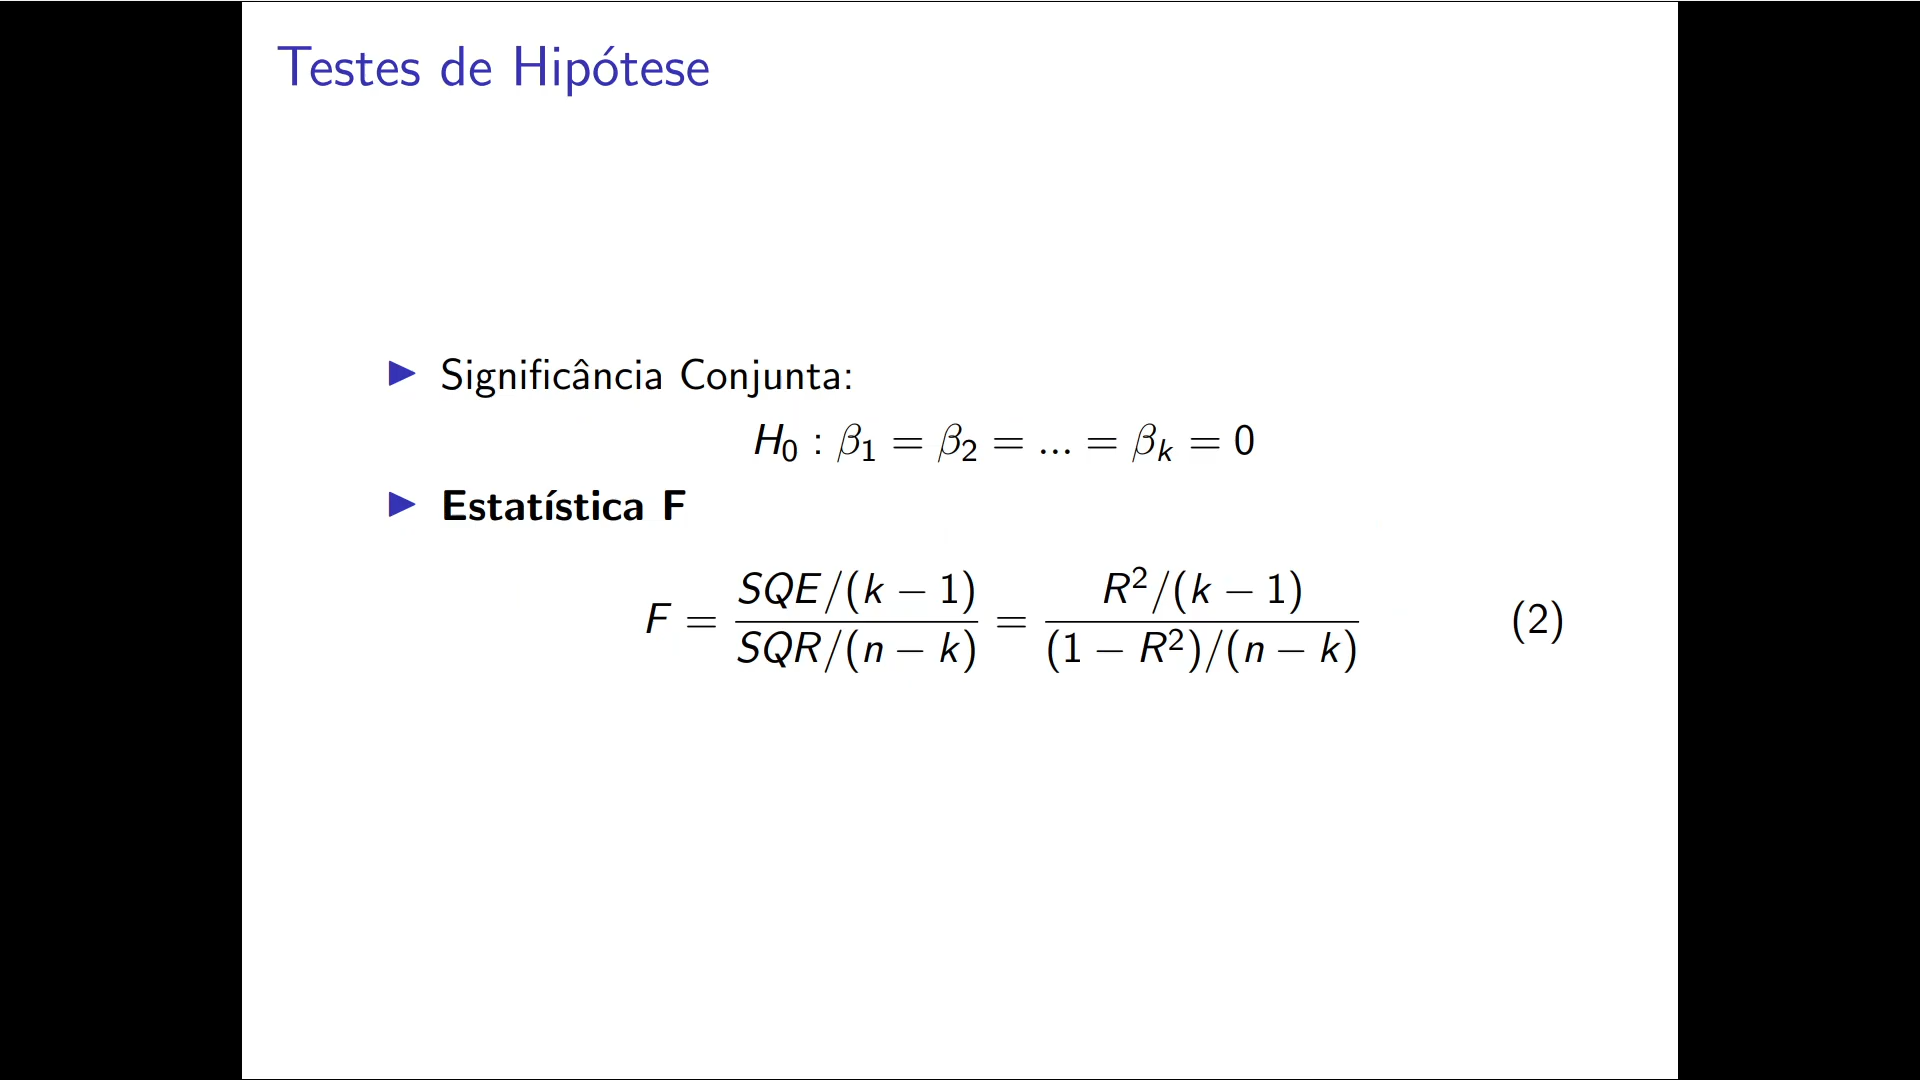 Testes de Hipótese
▶ Significância Conjunta:
H₀ : β₁ = β₂ = ... = βₖ = 0
▶ Estatística F
F = SQE/(k − 1) / SQR/(n − k) = R²/(k − 1) / (1 − R²)/(n − k) (2)